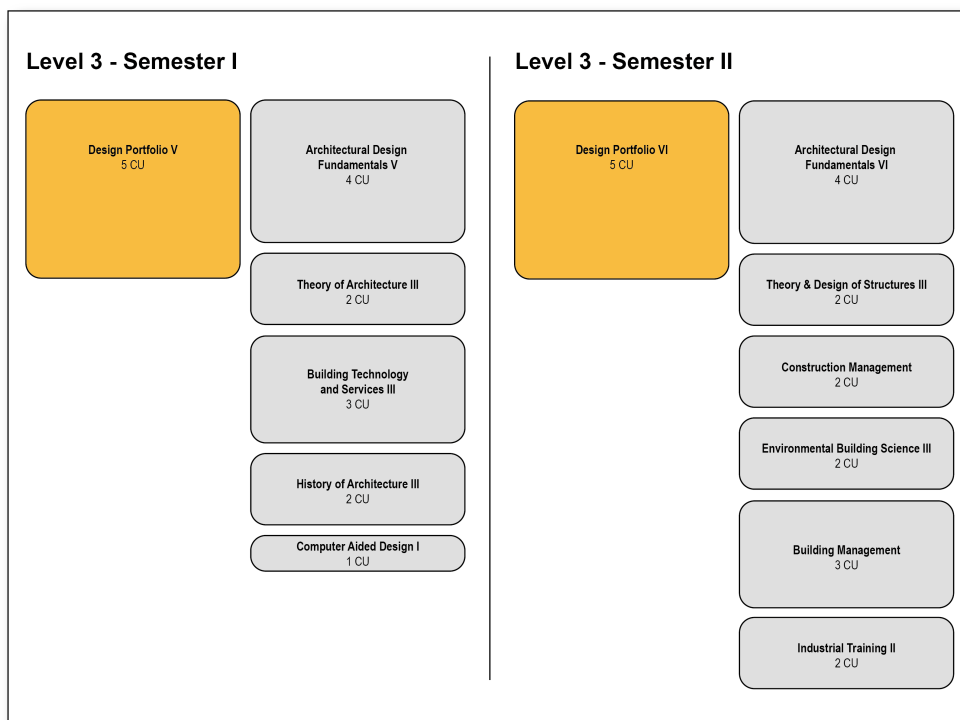 Level 3 - Semester I
Design Portfolio V
5 CU
Architectural Design
Fundamentals V
4 CU
Theory of Architecture III
2 CU
Building Technology
and Services III
3 CU
History of Architecture III
2 CU
Computer Aided Design I
1 CU
Level 3 - Semester II
Design Portfolio VI
5 CU
Architectural Design
Fundamentals VI
4 CU
Theory & Design of Structures III
2 CU
Construction Management
2 CU
Environmental Building Science III
2 CU
Building Management
3 CU
Industrial Training II
2 CU